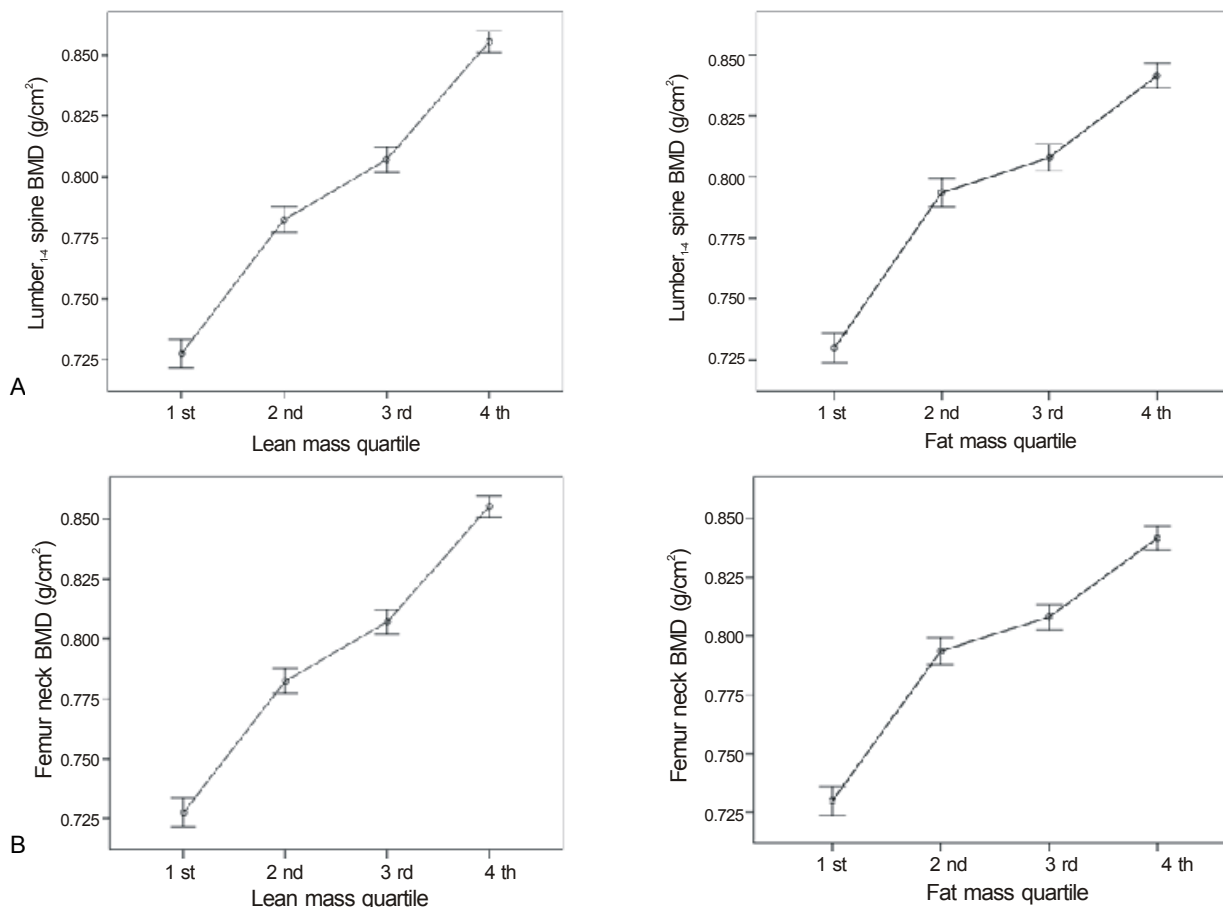 A
Lumber1-4 spine BMD (g/cm²)
0.850
0.825
0.800
0.775
0.750
0.725
1 st 2 nd 3 rd 4 th
Lean mass quartile
Lumber1-4 spine BMD (g/cm²)
0.850
0.825
0.800
0.775
0.750
0.725
1 st 2 nd 3 rd 4 th
Fat mass quartile
B
Femur neck BMD (g/cm²)
0.850
0.825
0.800
0.775
0.750
0.725
1 st 2 nd 3 rd 4 th
Lean mass quartile
Femur neck BMD (g/cm²)
0.850
0.825
0.800
0.775
0.750
0.725
1 st 2 nd 3 rd 4 th
Fat mass quartile